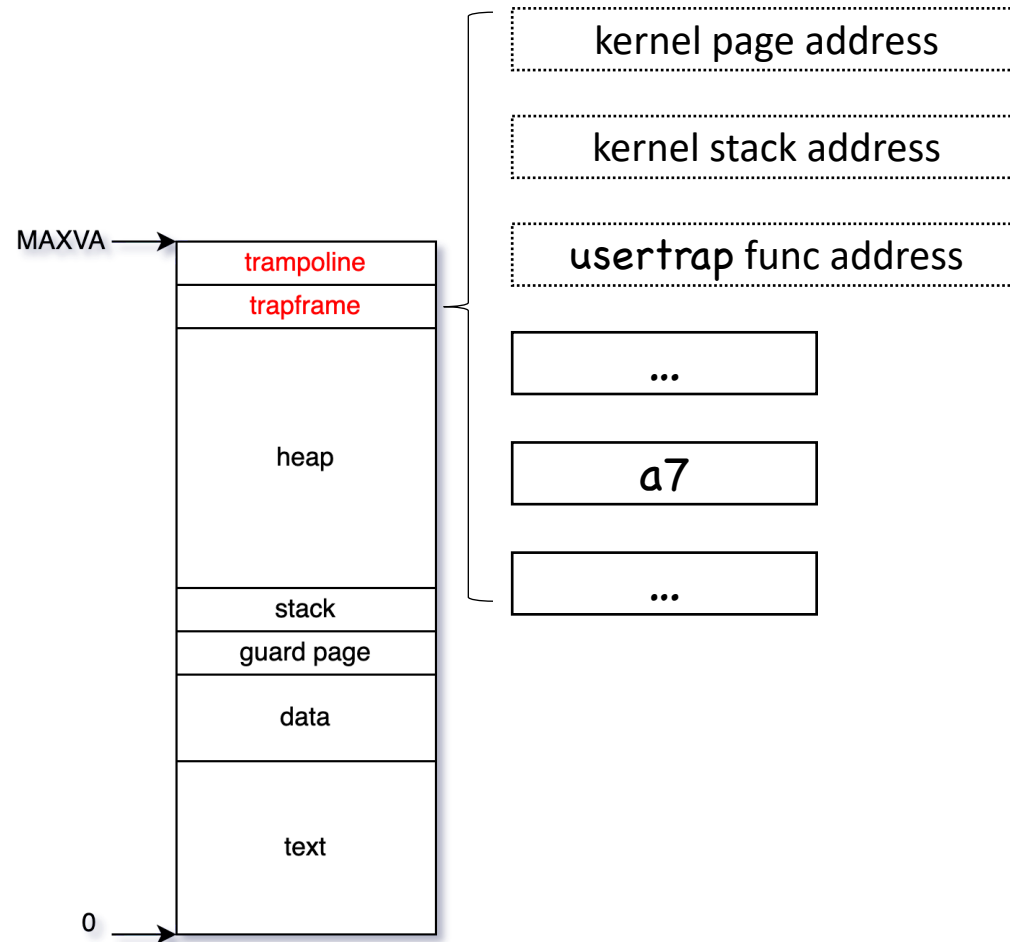 kernel page address
kernel stack address
usertrap func address
...
a7
...
MAXVA
trampoline
trapframe
heap
stack
guard page
data
text
0